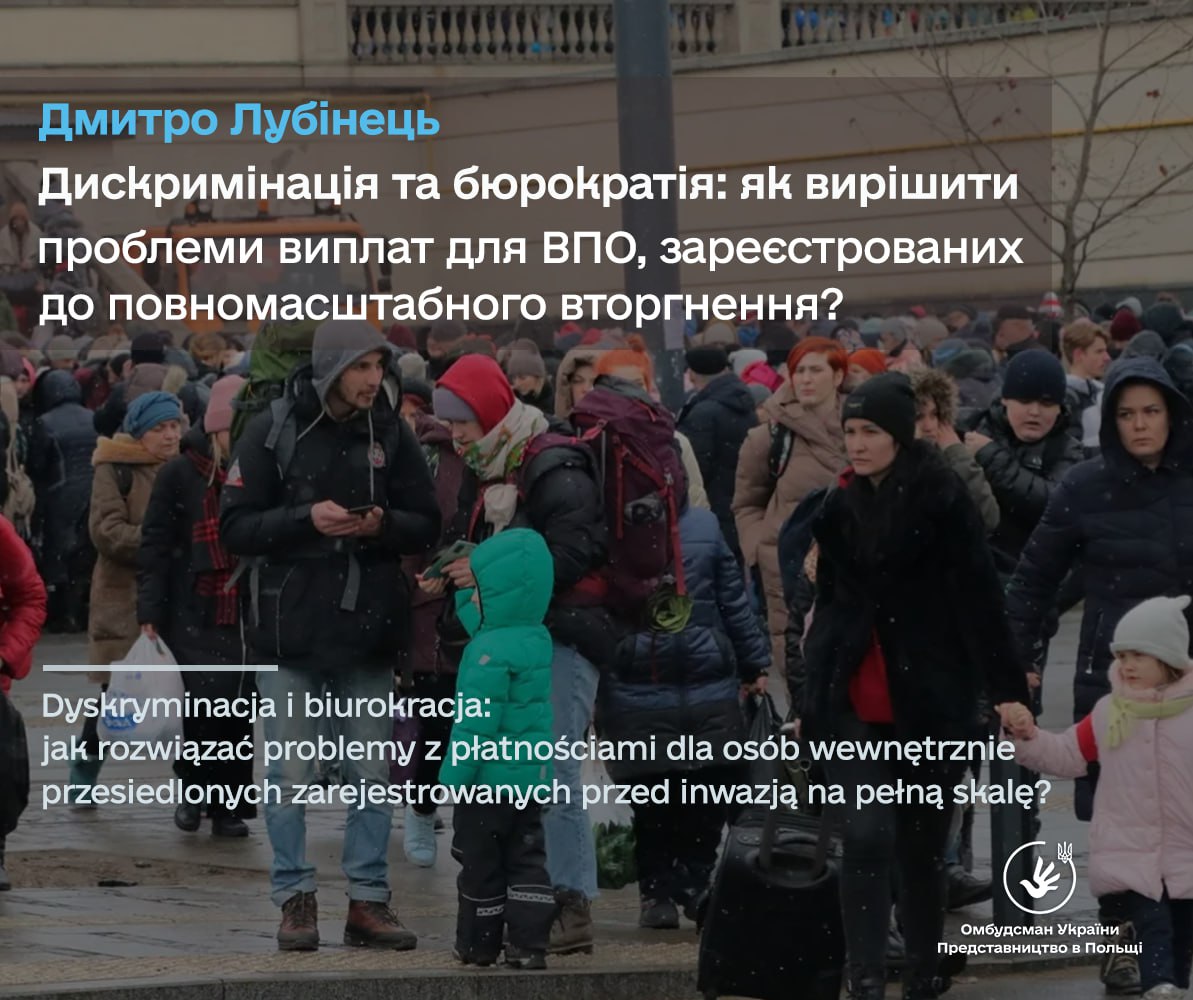 Дмитро Лубінець
Дискримінація та бюрократія: як вирішити
проблеми виплат для ВПО, зареєстрованих
до повномасштабного вторгнення?
Dyskryminacja i biurokracja:
jak rozwiązać problemy z płatnościami dla osób wewnętrznie
przesiedlonych zarejestrowanych przed inwazją na pełną skalę?
Омбудсман України
Представництво в Польщі